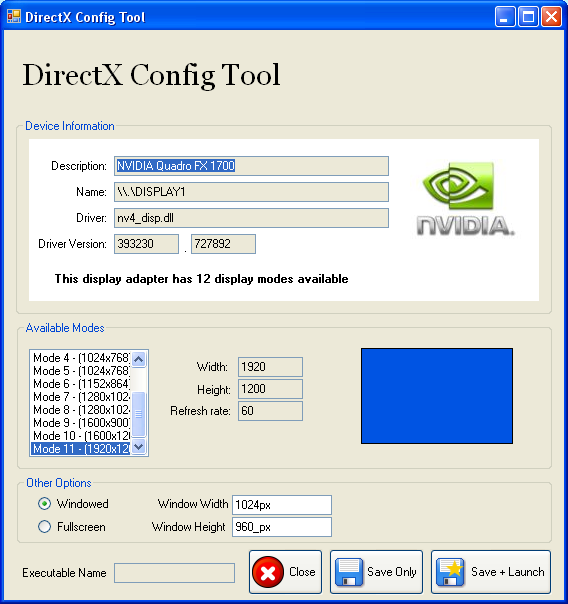 DirectX Config Tool
DirectX Config Tool
Device Information
Description: NVIDIA Quadro FX 1700
Name: \\.\DISPLAY1
Driver: nv4_disp.dll
Driver Version: 393230 . 727892
NVIDIA.
This display adapter has 12 display modes available
Available Modes
Mode 4 - (1024x768)
Mode 5 - (1024x768)
Mode 6 - (1152x864)
Mode 7 - (1280x1024
Mode 8 - (1280x1024
Mode 9 - (1600x900)
Mode 10 - (1600x120
Mode 11 - (1920x120
Width: 1920
Height: 1200
Refresh rate: 60
Other Options
Windowed
Window Width 1024px
Fullscreen
Window Height 960_px
Executable Name
Close
Save Only
Save + Launch